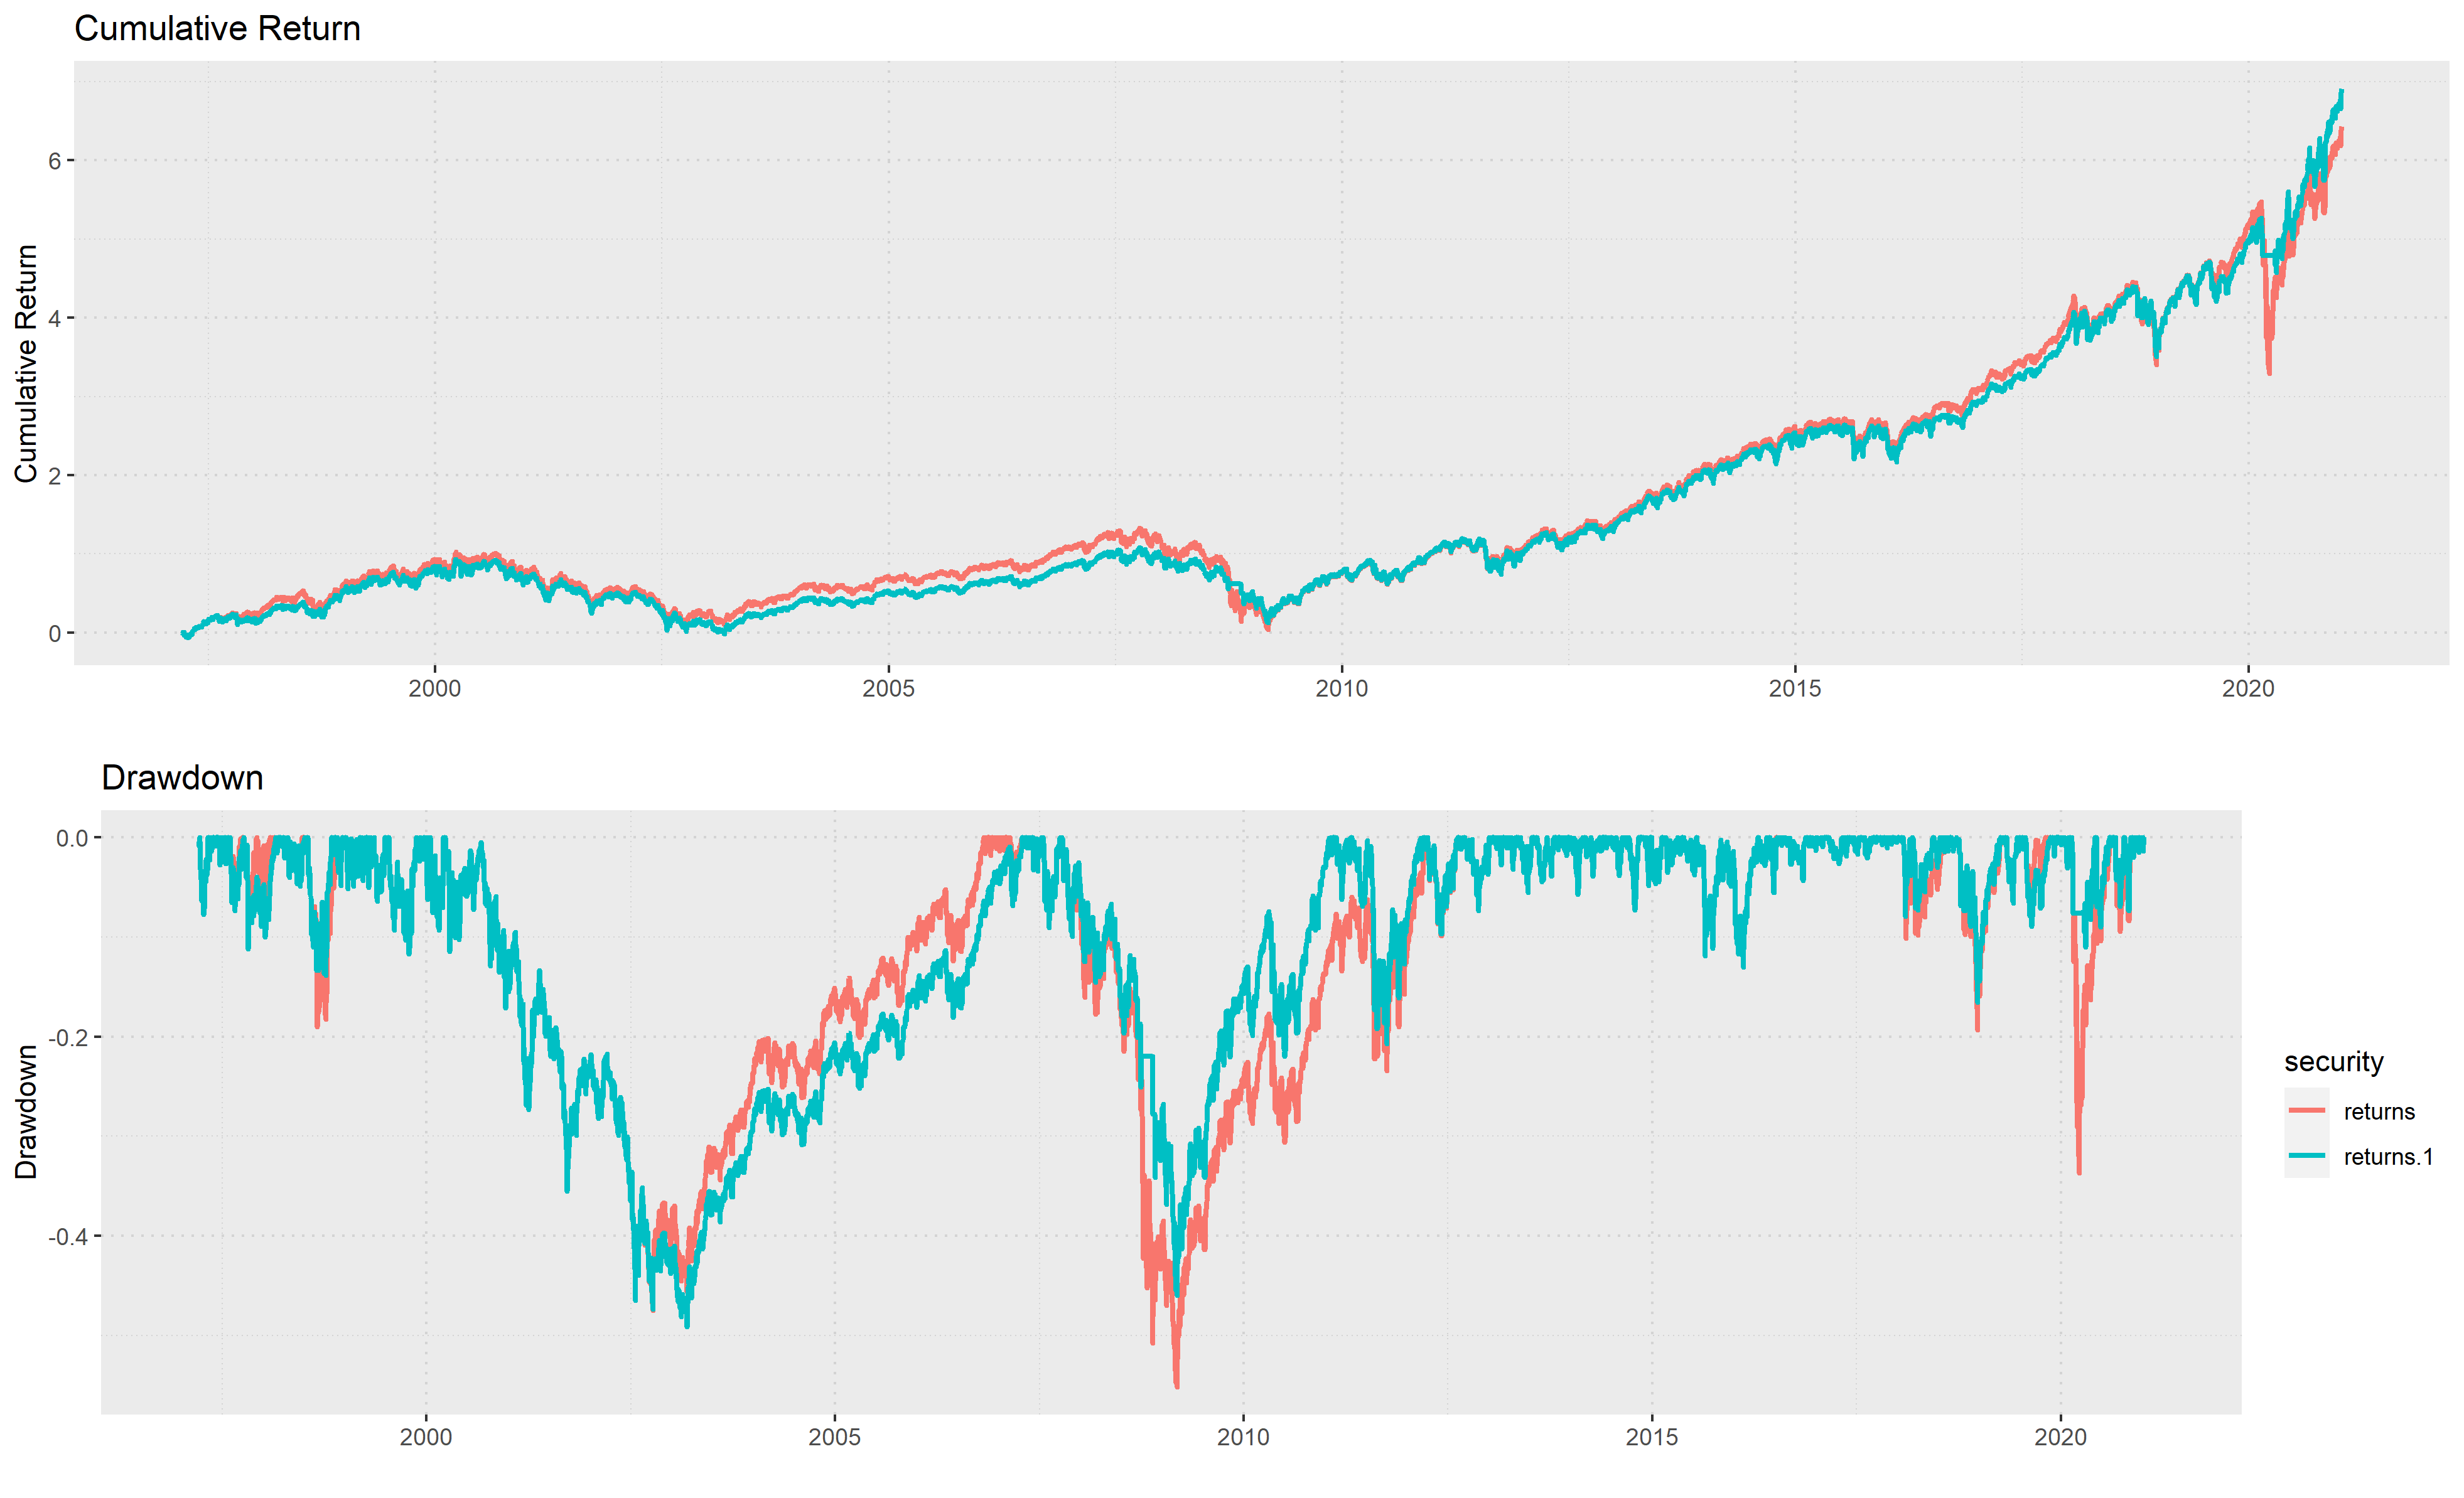 Cumulative Return
Cumulative Return
6
4
2
0
2000 2005 2010 2015 2020
Drawdown
Drawdown
0.0
-0.2
-0.4
2000 2005 2010 2015 2020
security
returns
returns.1